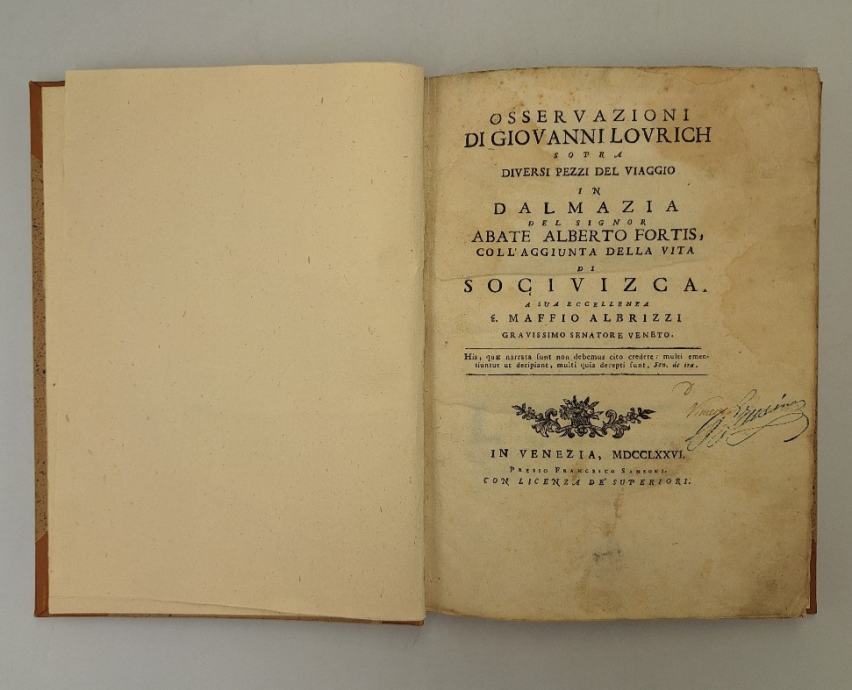 OSSERVAZIONI
DI GIOVANNI LOVRICH
SOPRA
DIVERSI PEZZI DEL VIAGGIO
IN
DALMAZIA
DEL SIGNOR
ABATE ALBERTO FORTIS,
COLL'AGGIUNTA DELLA VITA
DI
SOCIVIZCA.
A SUA ECCELLENZA
S. MAFFIO ALBRIZZI
GRAVISSIMO SENATORE VENETO.
His, quæ narrata sunt non debemus cito credere: multi emen-
tiuntur ut decipiant, multi quia decepti sunt, Sen. de ira.
IN VENEZIA, MDCCLXXVI.
PRESSO FRANCESCO SANSONI.
CON LICENZA DE' SUPERIORI.